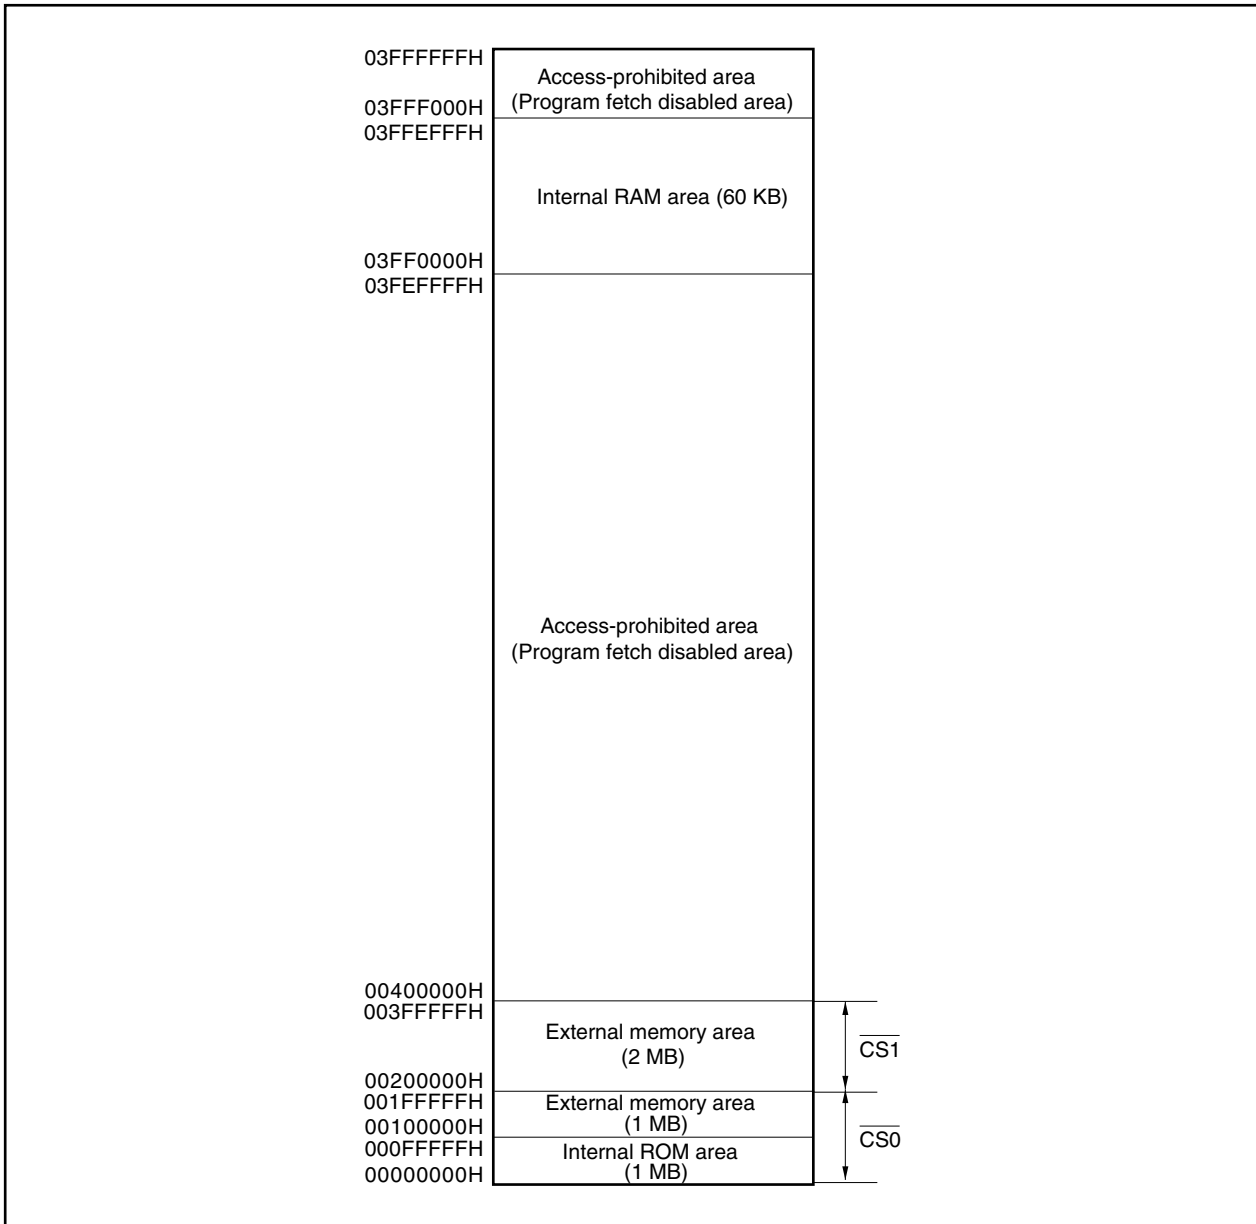 03FFFFFFH
Access-prohibited area
(Program fetch disabled area)
03FFF000H
03FFEFFFH
Internal RAM area (60 KB)
03FF0000H
03FEFFFFH
Access-prohibited area
(Program fetch disabled area)
00400000H
003FFFFFH
External memory area
(2 MB)
CS1
00200000H
001FFFFFH
External memory area
(1 MB)
00100000H
CS0
000FFFFFH
Internal ROM area
(1 MB)
00000000H